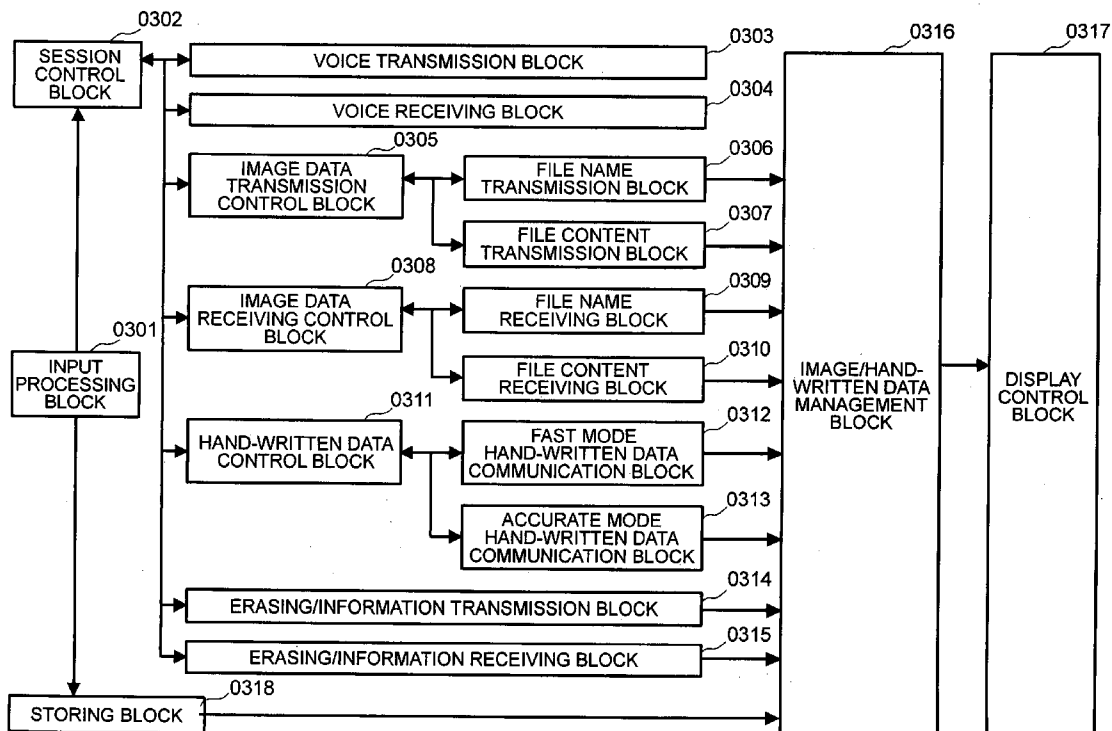 0302
SESSION
CONTROL
BLOCK
0303
VOICE TRANSMISSION BLOCK
0304
VOICE RECEIVING BLOCK
0305
IMAGE DATA
TRANSMISSION
CONTROL BLOCK
0306
FILE NAME
TRANSMISSION BLOCK
0307
FILE CONTENT
TRANSMISSION BLOCK
0308
IMAGE DATA
RECEIVING CONTROL
BLOCK
0309
FILE NAME
RECEIVING BLOCK
0310
FILE CONTENT
RECEIVING BLOCK
0301
INPUT
PROCESSING
BLOCK
0311
HAND-WRITTEN DATA
CONTROL BLOCK
0312
FAST MODE
HAND-WRITTEN DATA
COMMUNICATION BLOCK
0313
ACCURATE MODE
HAND-WRITTEN DATA
COMMUNICATION BLOCK
0314
ERASING/INFORMATION TRANSMISSION BLOCK
0315
ERASING/INFORMATION RECEIVING BLOCK
0318
STORING BLOCK
0316
IMAGE/HAND-
WRITTEN DATA
MANAGEMENT
BLOCK
0317
DISPLAY
CONTROL
BLOCK